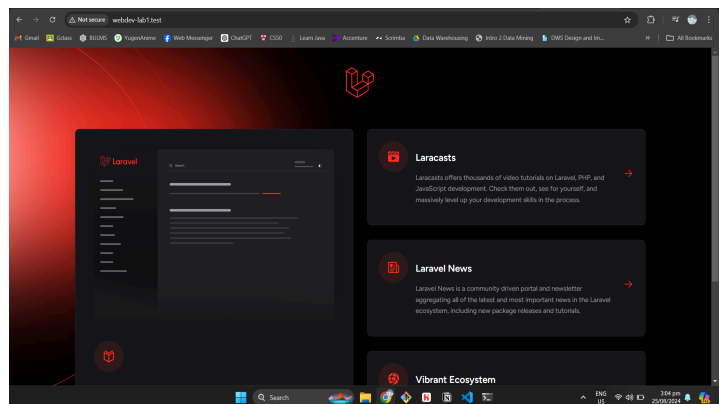 Not secure
webdev-lab1.test
Gmail
Gclass
BULMS
YugenAnime
Web Messenger
ChatGPT
CS50
Learn Java
Accenture
Scrimba
Data Warehousing
Intro 2 Data Mining
DWS Design and Im...
»
All Bookmarks
Laravel
Search
Laracasts
Laracasts offers thousands of video tutorials on Laravel, PHP, and
JavaScript development. Check them out, see for yourself, and
massively level up your development skills in the process.
Laravel News
Laravel News is a community driven portal and newsletter
aggregating all of the latest and most important news in the Laravel
ecosystem, including new package releases and tutorials.
Vibrant Ecosystem
Search
ENG
US
3:04 pm
25/08/2024